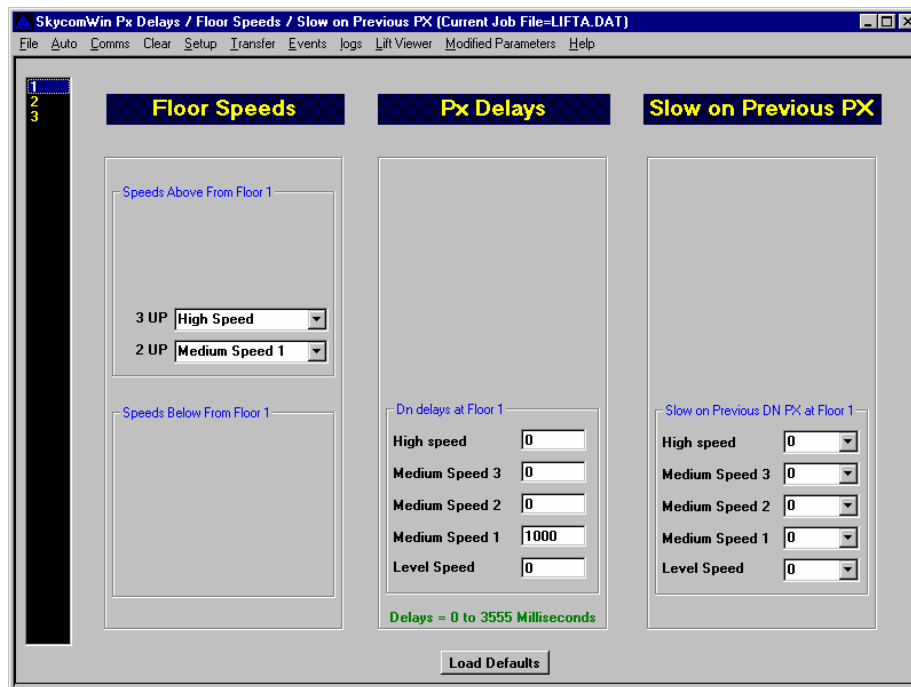 SkycomWin Px Delays / Floor Speeds / Slow on Previous PX (Current Job File=LIFTA.DAT)
File Auto Comms Clear Setup Transfer Events logs Lift Viewer Modified Parameters Help
1
2
3
Floor Speeds
Speeds Above From Floor 1
3 UP High Speed
2 UP Medium Speed 1
Speeds Below From Floor 1
Px Delays
Dn delays at Floor 1
High speed 0
Medium Speed 3 0
Medium Speed 2 0
Medium Speed 1 1000
Level Speed 0
Delays = 0 to 3555 Milliseconds
Slow on Previous PX
Slow on Previous DN PX at Floor 1
High speed 0
Medium Speed 3 0
Medium Speed 2 0
Medium Speed 1 0
Level Speed 0
Load Defaults